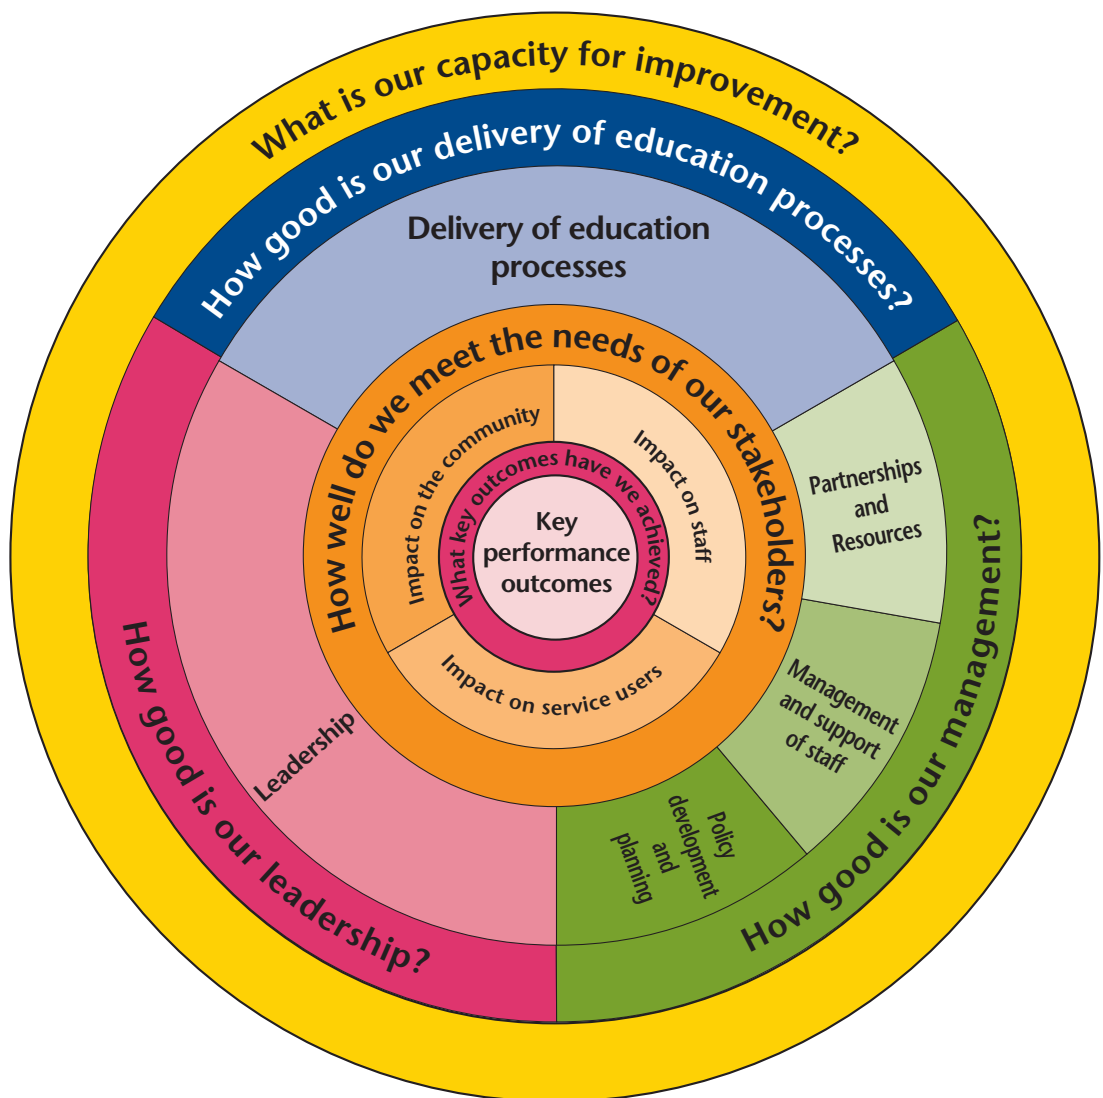 What is our capacity for improvement?
How good is our delivery of education processes?
Delivery of education
processes
How well do we meet the needs of our stakeholders?
Impact on the community
Impact on staff
What key outcomes have we achieved?
Key
performance
outcomes
Impact on service users
Partnerships
and
Resources
Management
and support
of staff
Policy
development
and
planning
How good is our management?
Leadership
How good is our leadership?